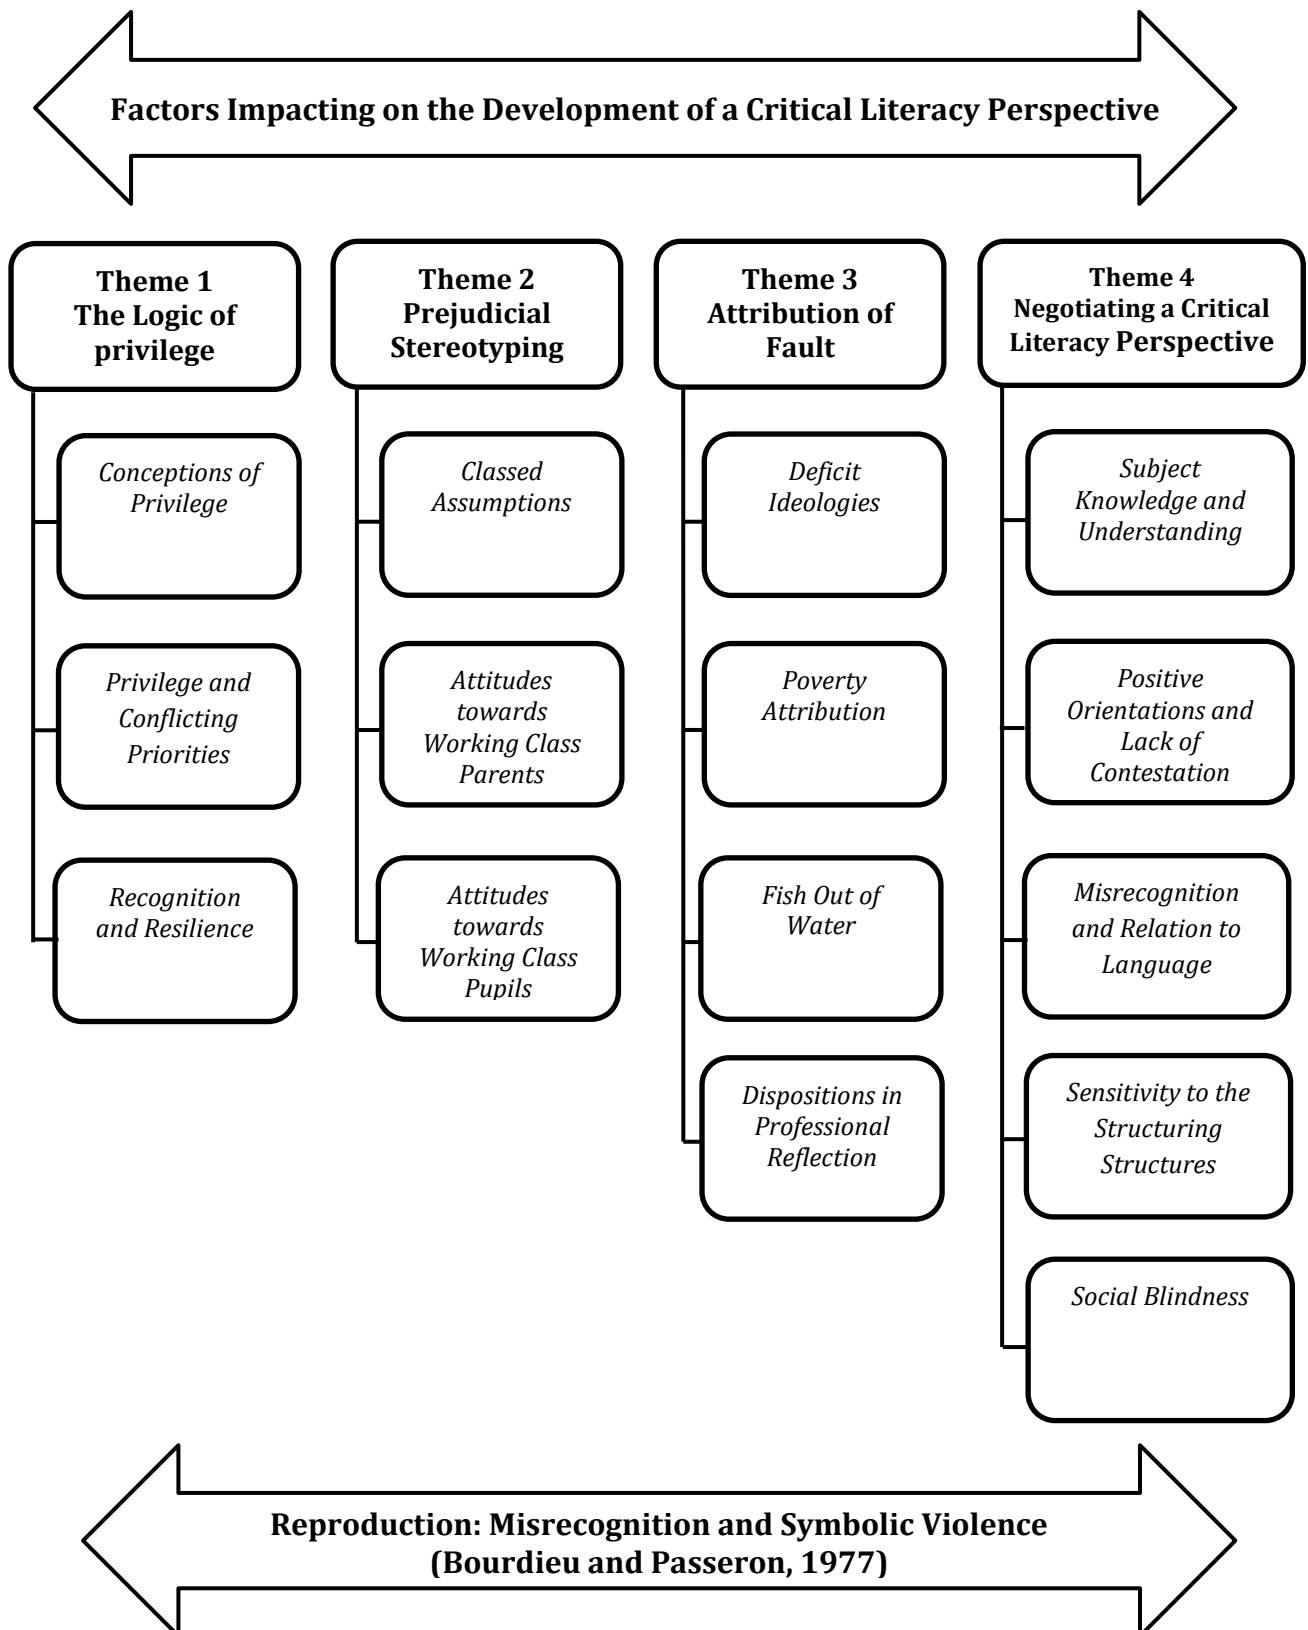 Factors Impacting on the Development of a Critical Literacy Perspective
Theme 1
The Logic of
privilege
Conceptions of
Privilege
Privilege and
Conflicting
Priorities
Recognition
and Resilience
Theme 2
Prejudicial
Stereotyping
Classed
Assumptions
Attitudes
towards
Working Class
Parents
Attitudes
towards
Working Class
Pupils
Theme 3
Attribution of
Fault
Deficit
Ideologies
Poverty
Attribution
Fish Out of
Water
Dispositions in
Professional
Reflection
Theme 4
Negotiating a Critical
Literacy Perspective
Subject
Knowledge and
Understanding
Positive
Orientations and
Lack of
Contestation
Misrecognition
and Relation to
Language
Sensitivity to the
Structuring
Structures
Social Blindness
Reproduction: Misrecognition and Symbolic Violence
(Bourdieu and Passeron, 1977)